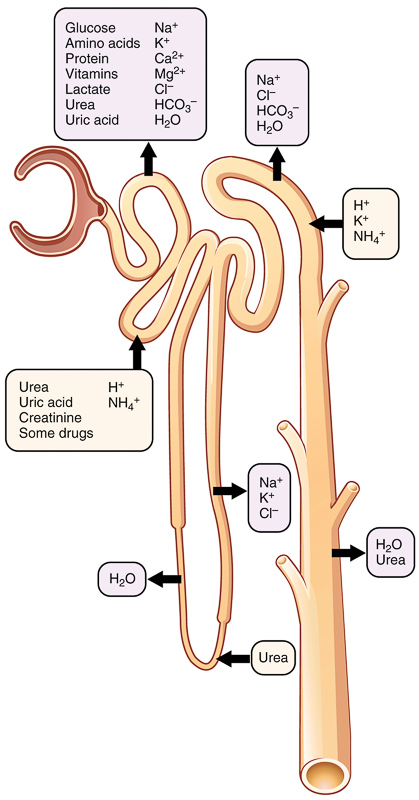 Glucose Na⁺
Amino acids K⁺
Protein Ca²⁺
Vitamins Mg²⁺
Lactate Cl⁻
Urea HCO₃⁻
Uric acid H₂O
Na⁺
Cl⁻
HCO₃⁻
H₂O
H⁺
K⁺
NH₄⁺
Urea H⁺
Uric acid NH₄⁺
Creatinine
Some drugs
Na⁺
K⁺
Cl⁻
H₂O
Urea
H₂O
Urea